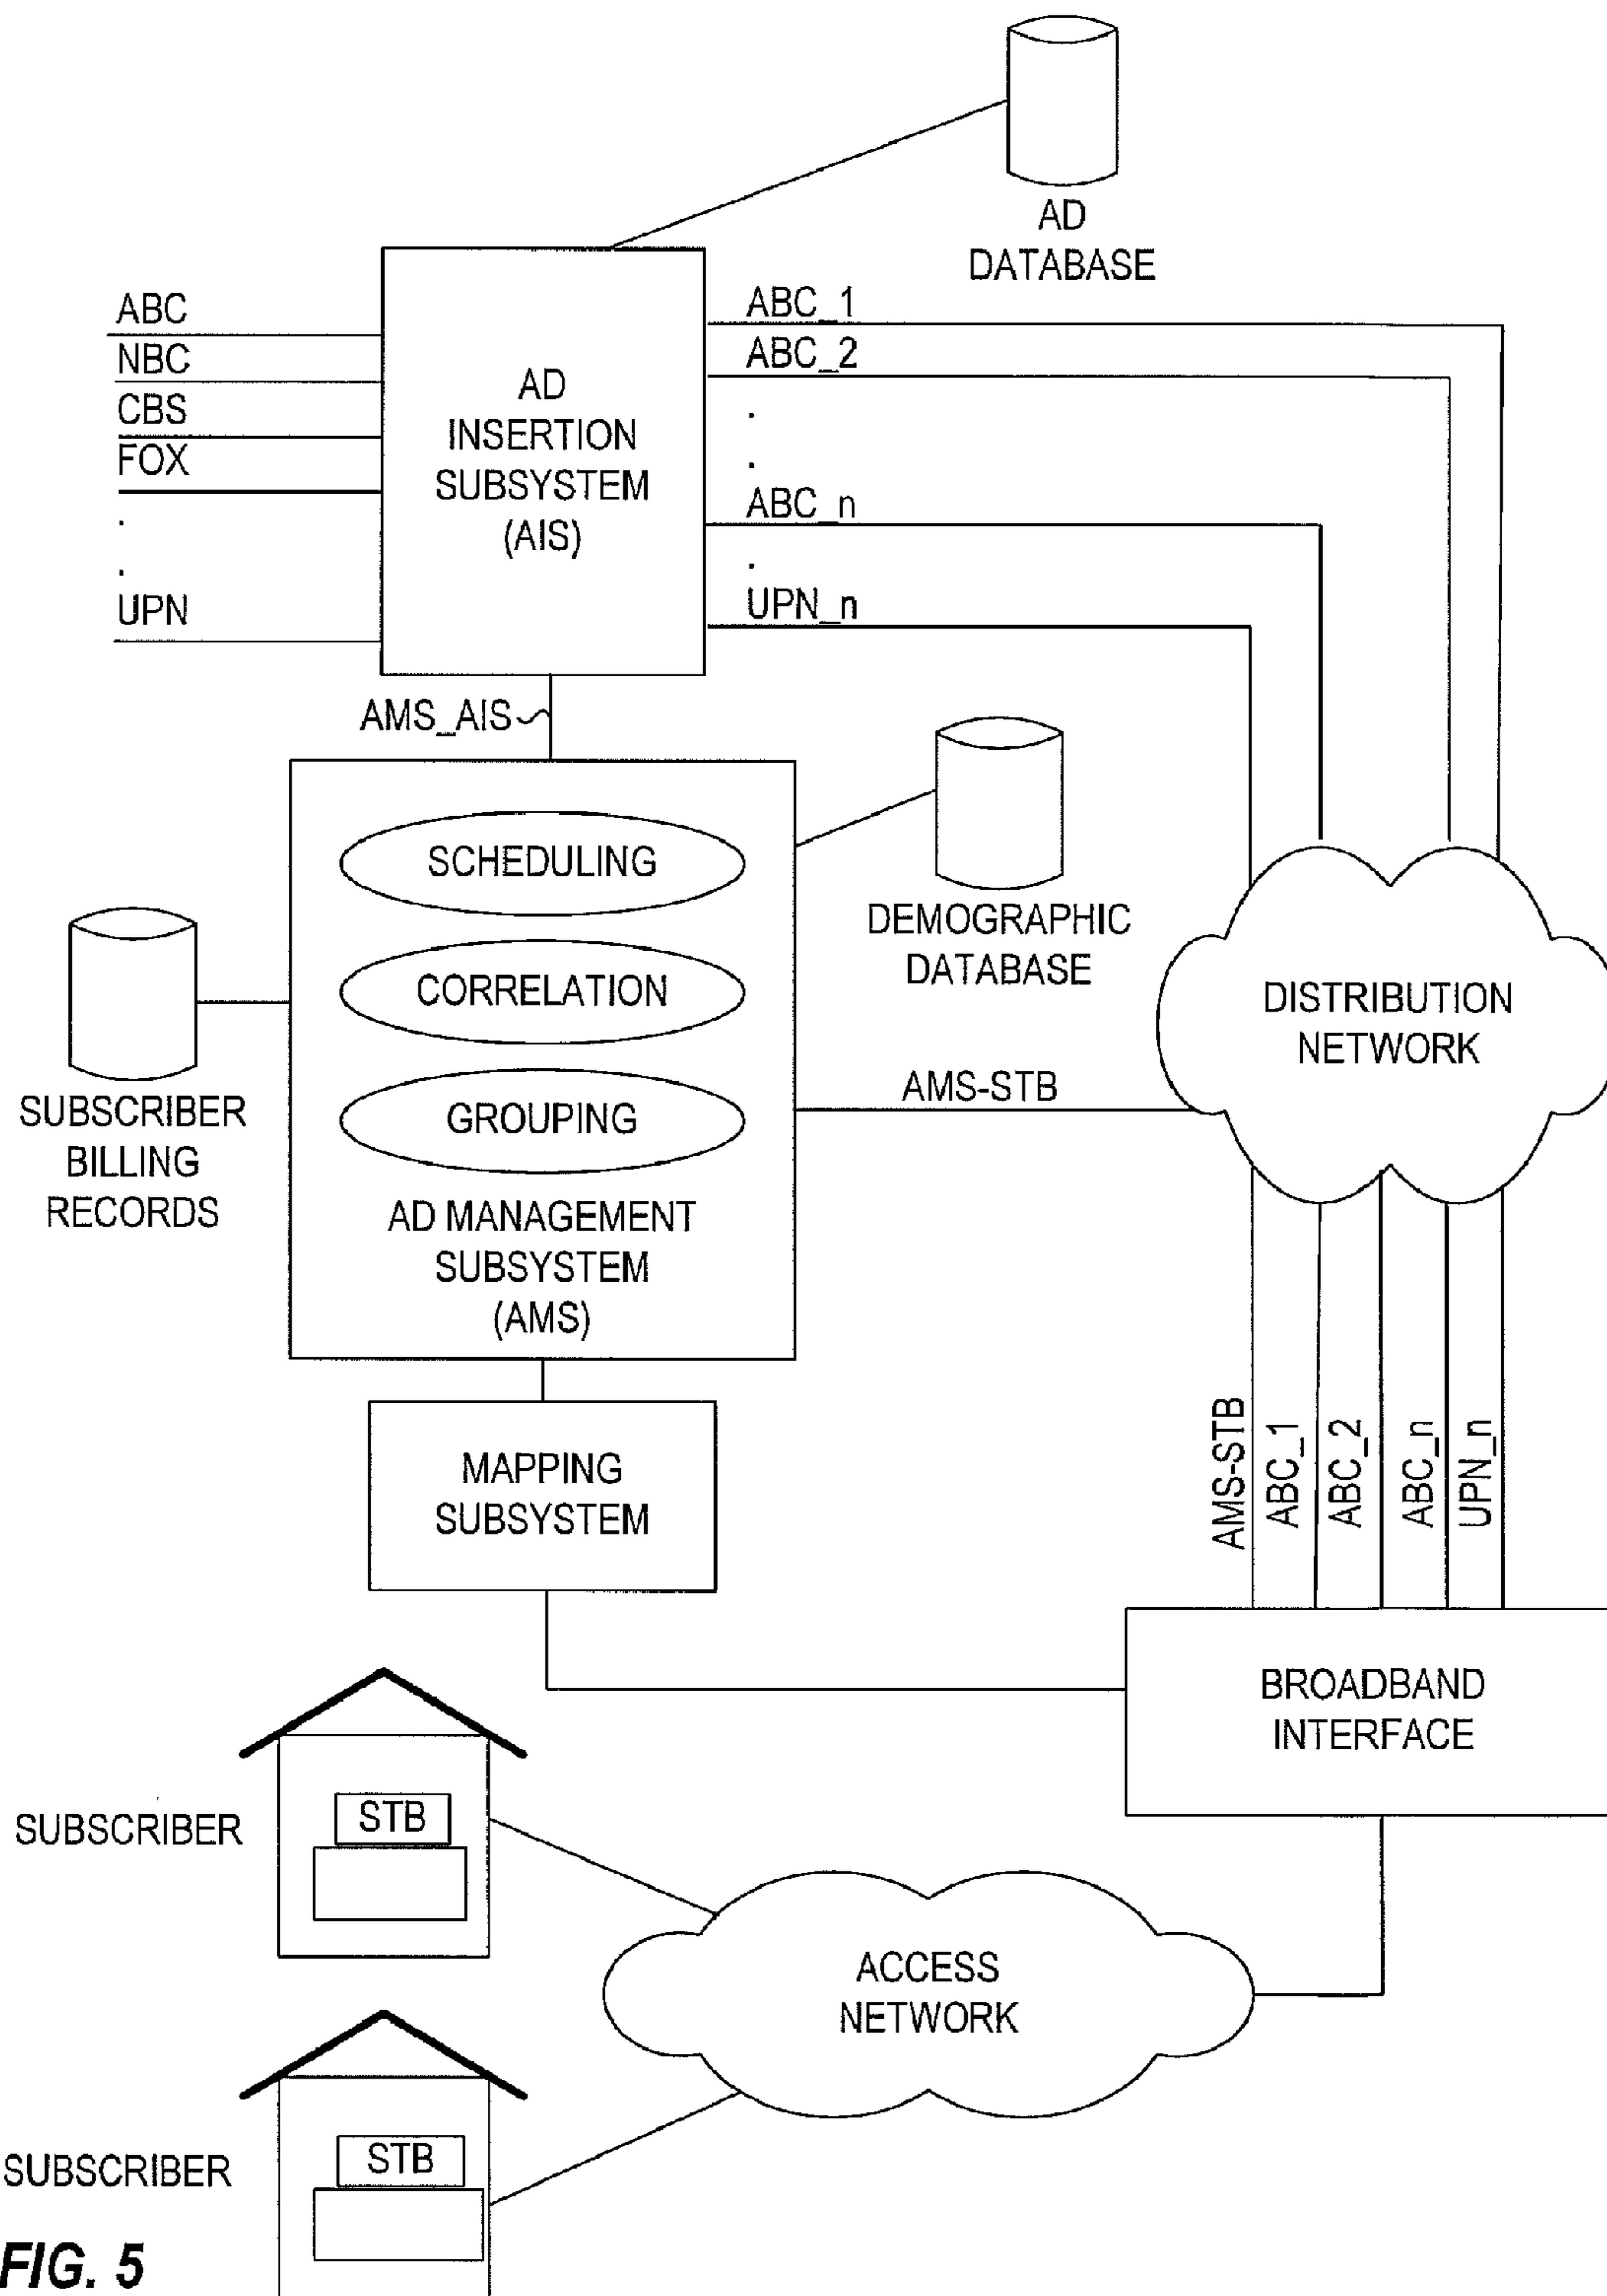 AD
DATABASE
ABC
NBC
CBS
FOX
.
.
UPN
AD
INSERTION
SUBSYSTEM
(AIS)
ABC_1
ABC_2
.
.
ABC_n
.
UPN_n
AMS_AIS
SCHEDULING
CORRELATION
GROUPING
AD MANAGEMENT
SUBSYSTEM
(AMS)
DEMOGRAPHIC
DATABASE
SUBSCRIBER
BILLING
RECORDS
AMS-STB
DISTRIBUTION
NETWORK
AMS-STB
ABC_1
ABC_2
ABC_n
UPN_n
MAPPING
SUBSYSTEM
BROADBAND
INTERFACE
SUBSCRIBER
STB
ACCESS
NETWORK
SUBSCRIBER
STB
FIG. 5